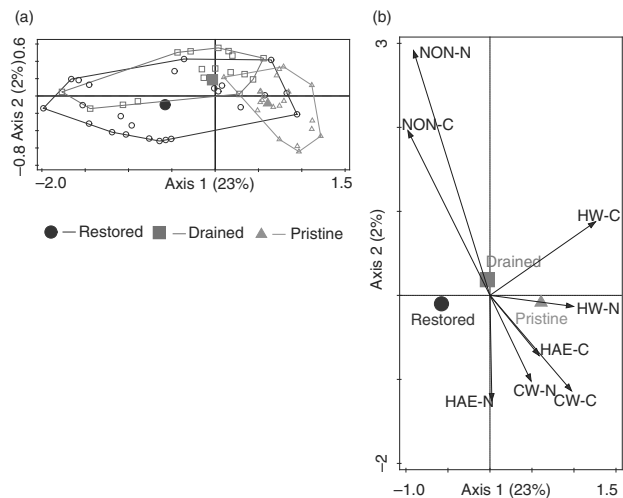 (a)
0.6
Axis 2 (2%)
−0.8
−2.0
Axis 1 (23%)
1.5
Restored
Drained
Pristine
(b)
3
NON-N
NON-C
HW-C
Axis 2 (2%)
Drained
Restored
Pristine
HW-N
HAE-C
HAE-N
CW-N
CW-C
−2
−1.0
Axis 1 (23%)
1.5